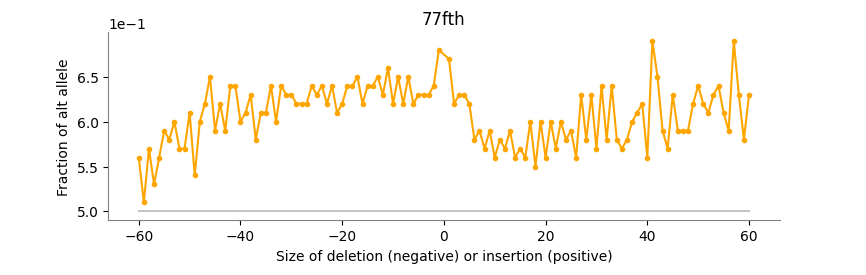 77fth
1e−1
6.5
6.0
5.5
5.0
Fraction of alt allele
−60
−40
−20
0
20
40
60
Size of deletion (negative) or insertion (positive)